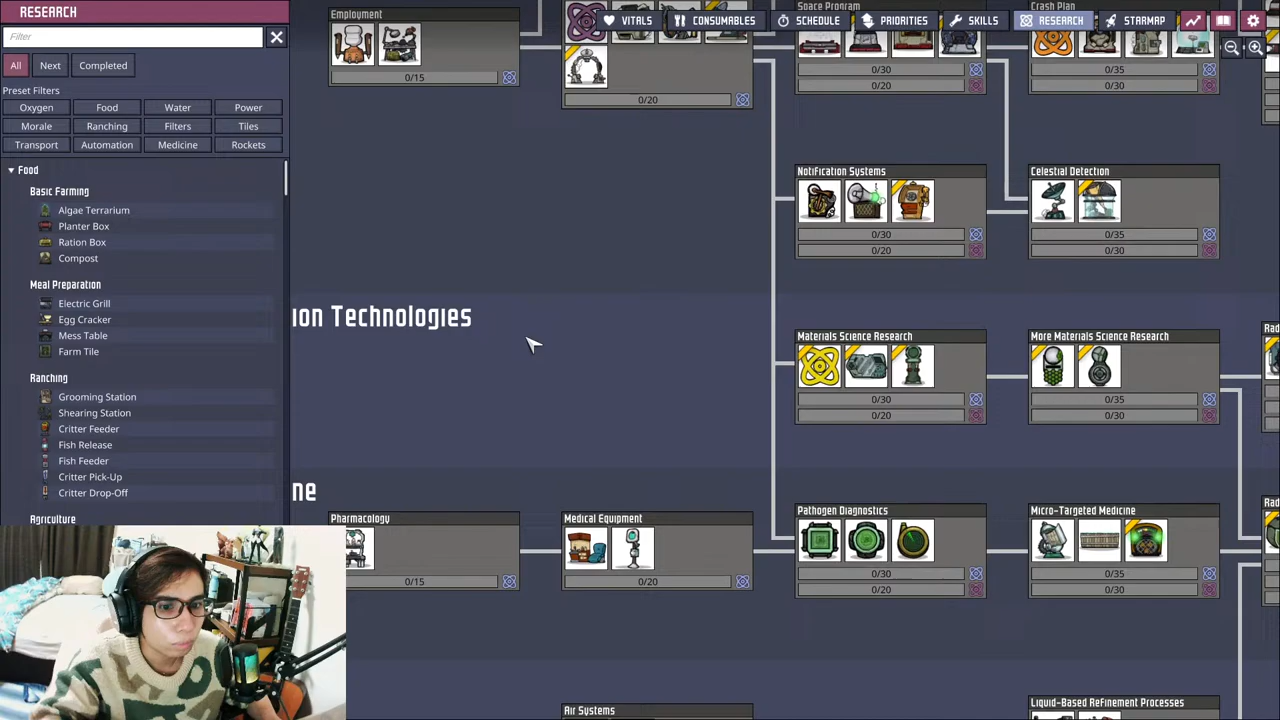 RESEARCH
Filter
All Next Completed
Preset Filters
Oxygen Food Water Power
Morale Ranching Filters Tiles
Transport Automation Medicine Rockets
Food
Basic Farming
Algae Terrarium
Planter Box
Ration Box
Compost
Meal Preparation
Electric Grill
Egg Cracker
Mess Table
Farm Tile
Ranching
Grooming Station
Shearing Station
Critter Feeder
Fish Release
Fish Feeder
Critter Pick-Up
Critter Drop-Off
Agriculture
VITALS CONSUMABLES SCHEDULE PRIORITIES SKILLS RESEARCH STARMAP
Employment
0/15
0/20
Space Program
0/30
0/20
Crash Plan
0/35
0/30
Notification Systems
0/30
0/20
Celestial Detection
0/35
0/30
ion Technologies
Materials Science Research
0/30
0/20
More Materials Science Research
0/35
0/30
Rad
ne
Pharmacology
0/15
Medical Equipment
0/20
Pathogen Diagnostics
0/30
0/20
Micro-Targeted Medicine
0/35
0/30
Rad
Air Systems
Liquid-Based Refinement Processes